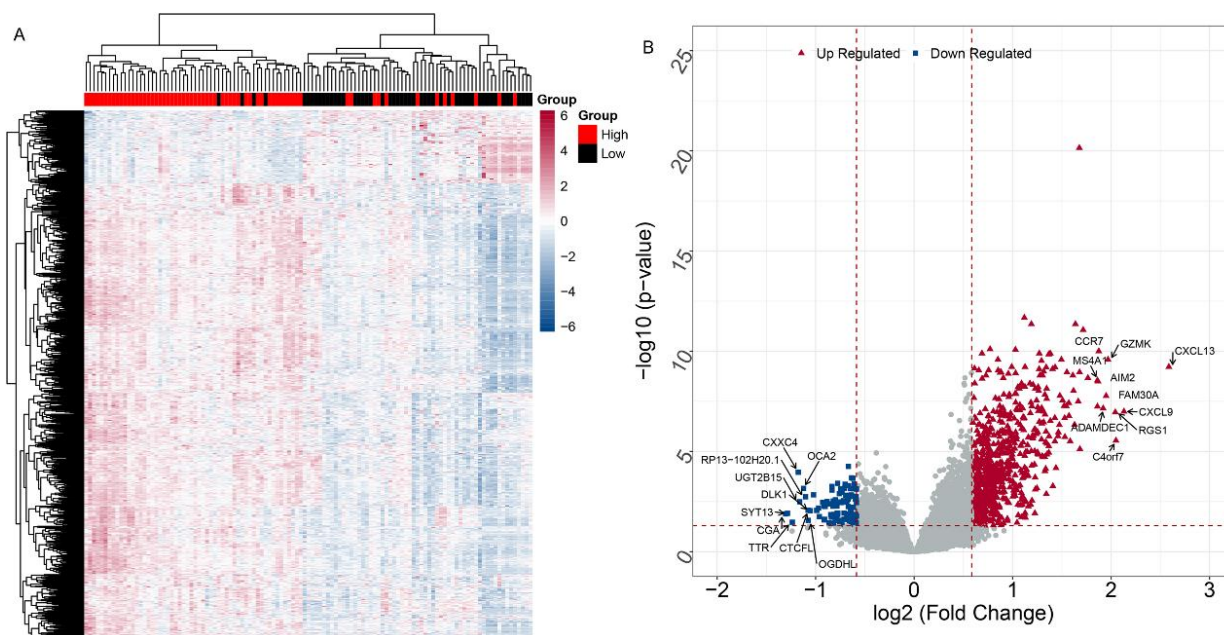 A
Group
6
4
2
0
−2
−4
−6
Group
High
Low
B
Up Regulated Down Regulated
25
20
15
10
5
0
−log10 (p−value)
CCR7
GZMK
CXCL13
MS4A1
AIM2
FAM30A
CXCL9
ADAMDEC1
RGS1
C4orf7
CXXC4
OCA2
RP13−102H20.1
UGT2B15
DLK1
SYT13
CGA
TTR
CTCFL
OGDHL
−2 −1 0 1 2 3
log2 (Fold Change)